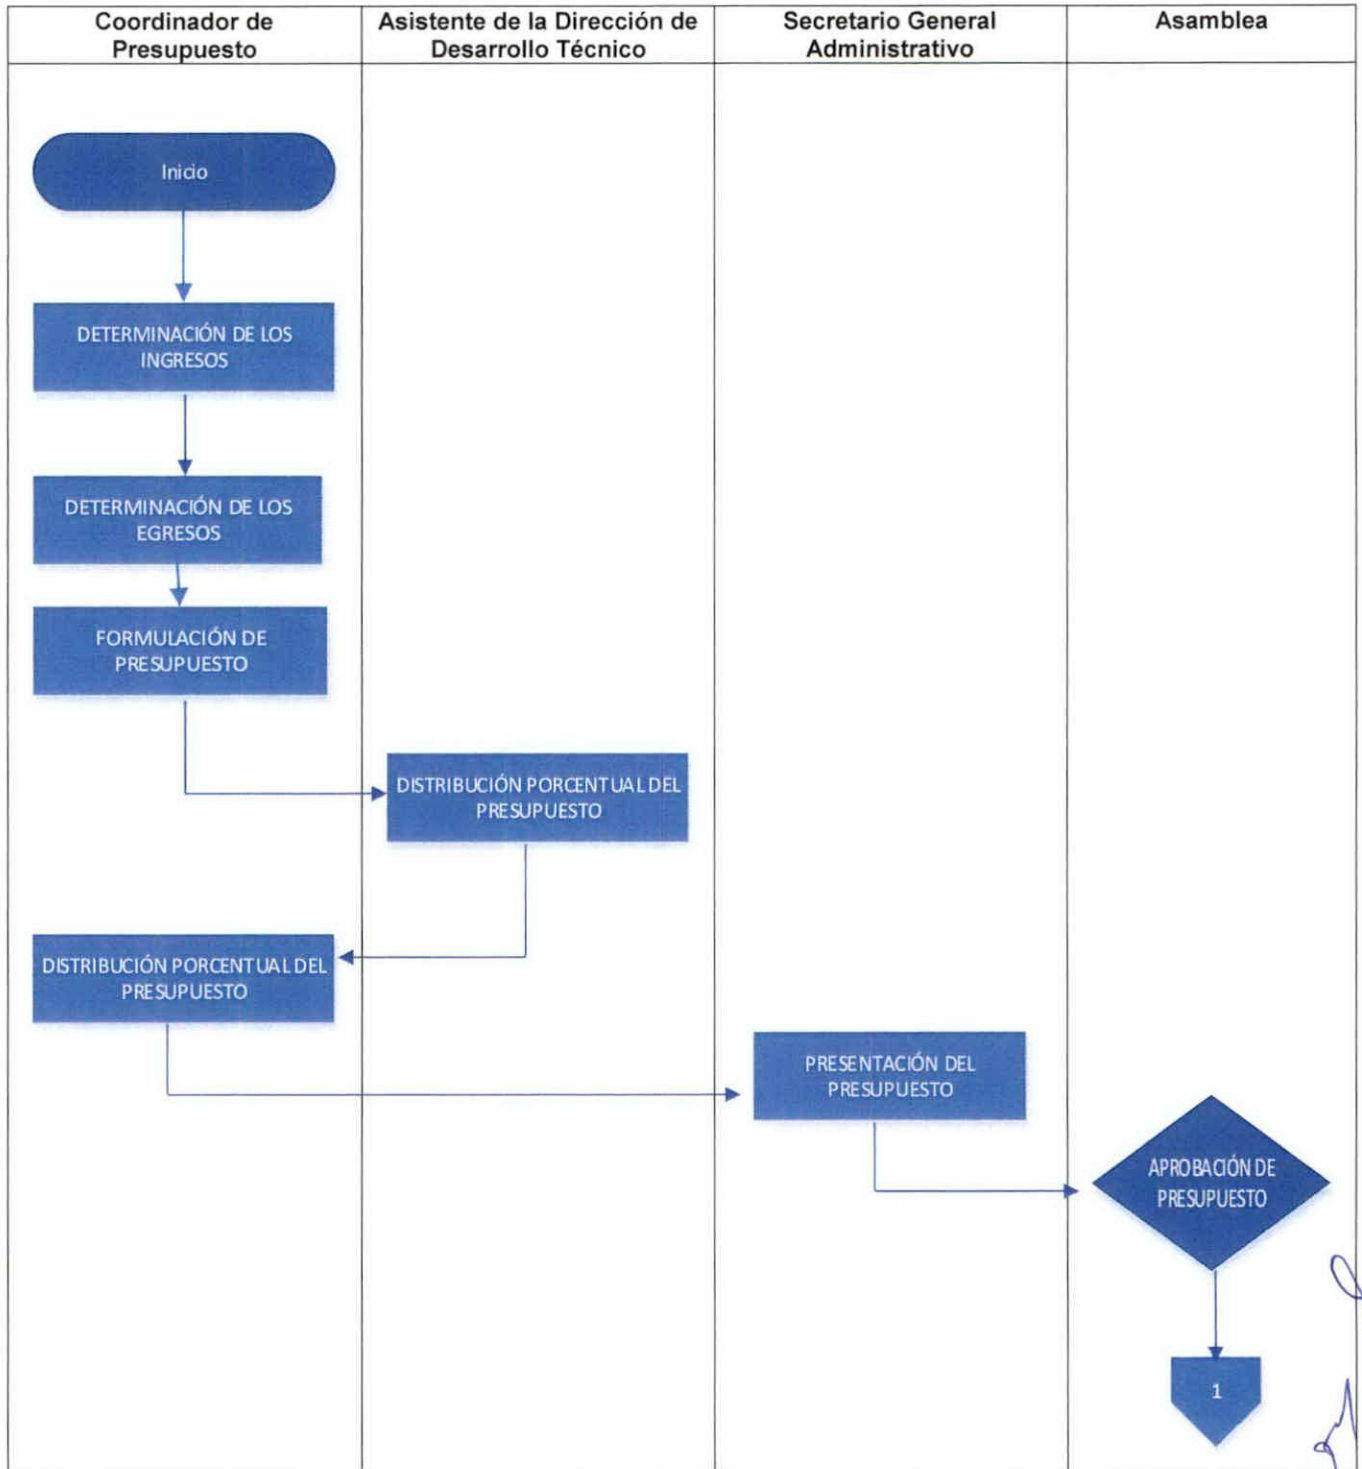 Coordinador de
Presupuesto
Asistente de la Dirección de
Desarrollo Técnico
Secretario General
Administrativo
Asamblea
Inicio
DETERMINACIÓN DE LOS
INGRESOS
DETERMINACIÓN DE LOS
EGRESOS
FORMULACIÓN DE
PRESUPUESTO
DISTRIBUCIÓN PORCENTUAL DEL
PRESUPUESTO
DISTRIBUCIÓN PORCENTUAL DEL
PRESUPUESTO
PRESENTACIÓN DEL
PRESUPUESTO
APROBACIÓN DE
PRESUPUESTO
1